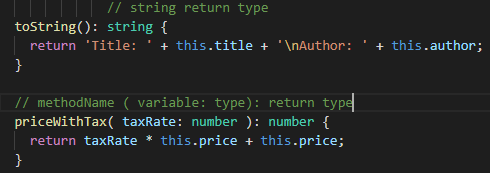 // string return type
toString(): string {
return 'Title: ' + this.title + '\nAuthor: ' + this.author;
}
// methodName ( variable: type): return type
priceWithTax( taxRate: number ): number {
return taxRate * this.price + this.price;
}